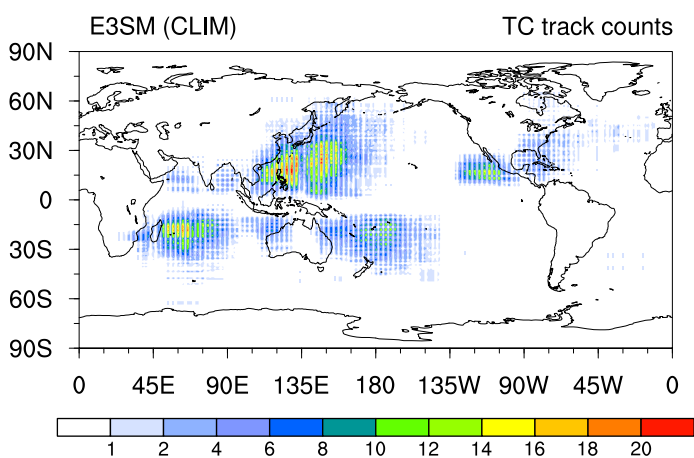 E3SM (CLIM) TC track counts
90N
60N
30N
0
30S
60S
90S
0 45E 90E 135E 180 135W 90W 45W 0
1 2 4 6 8 10 12 14 16 18 20